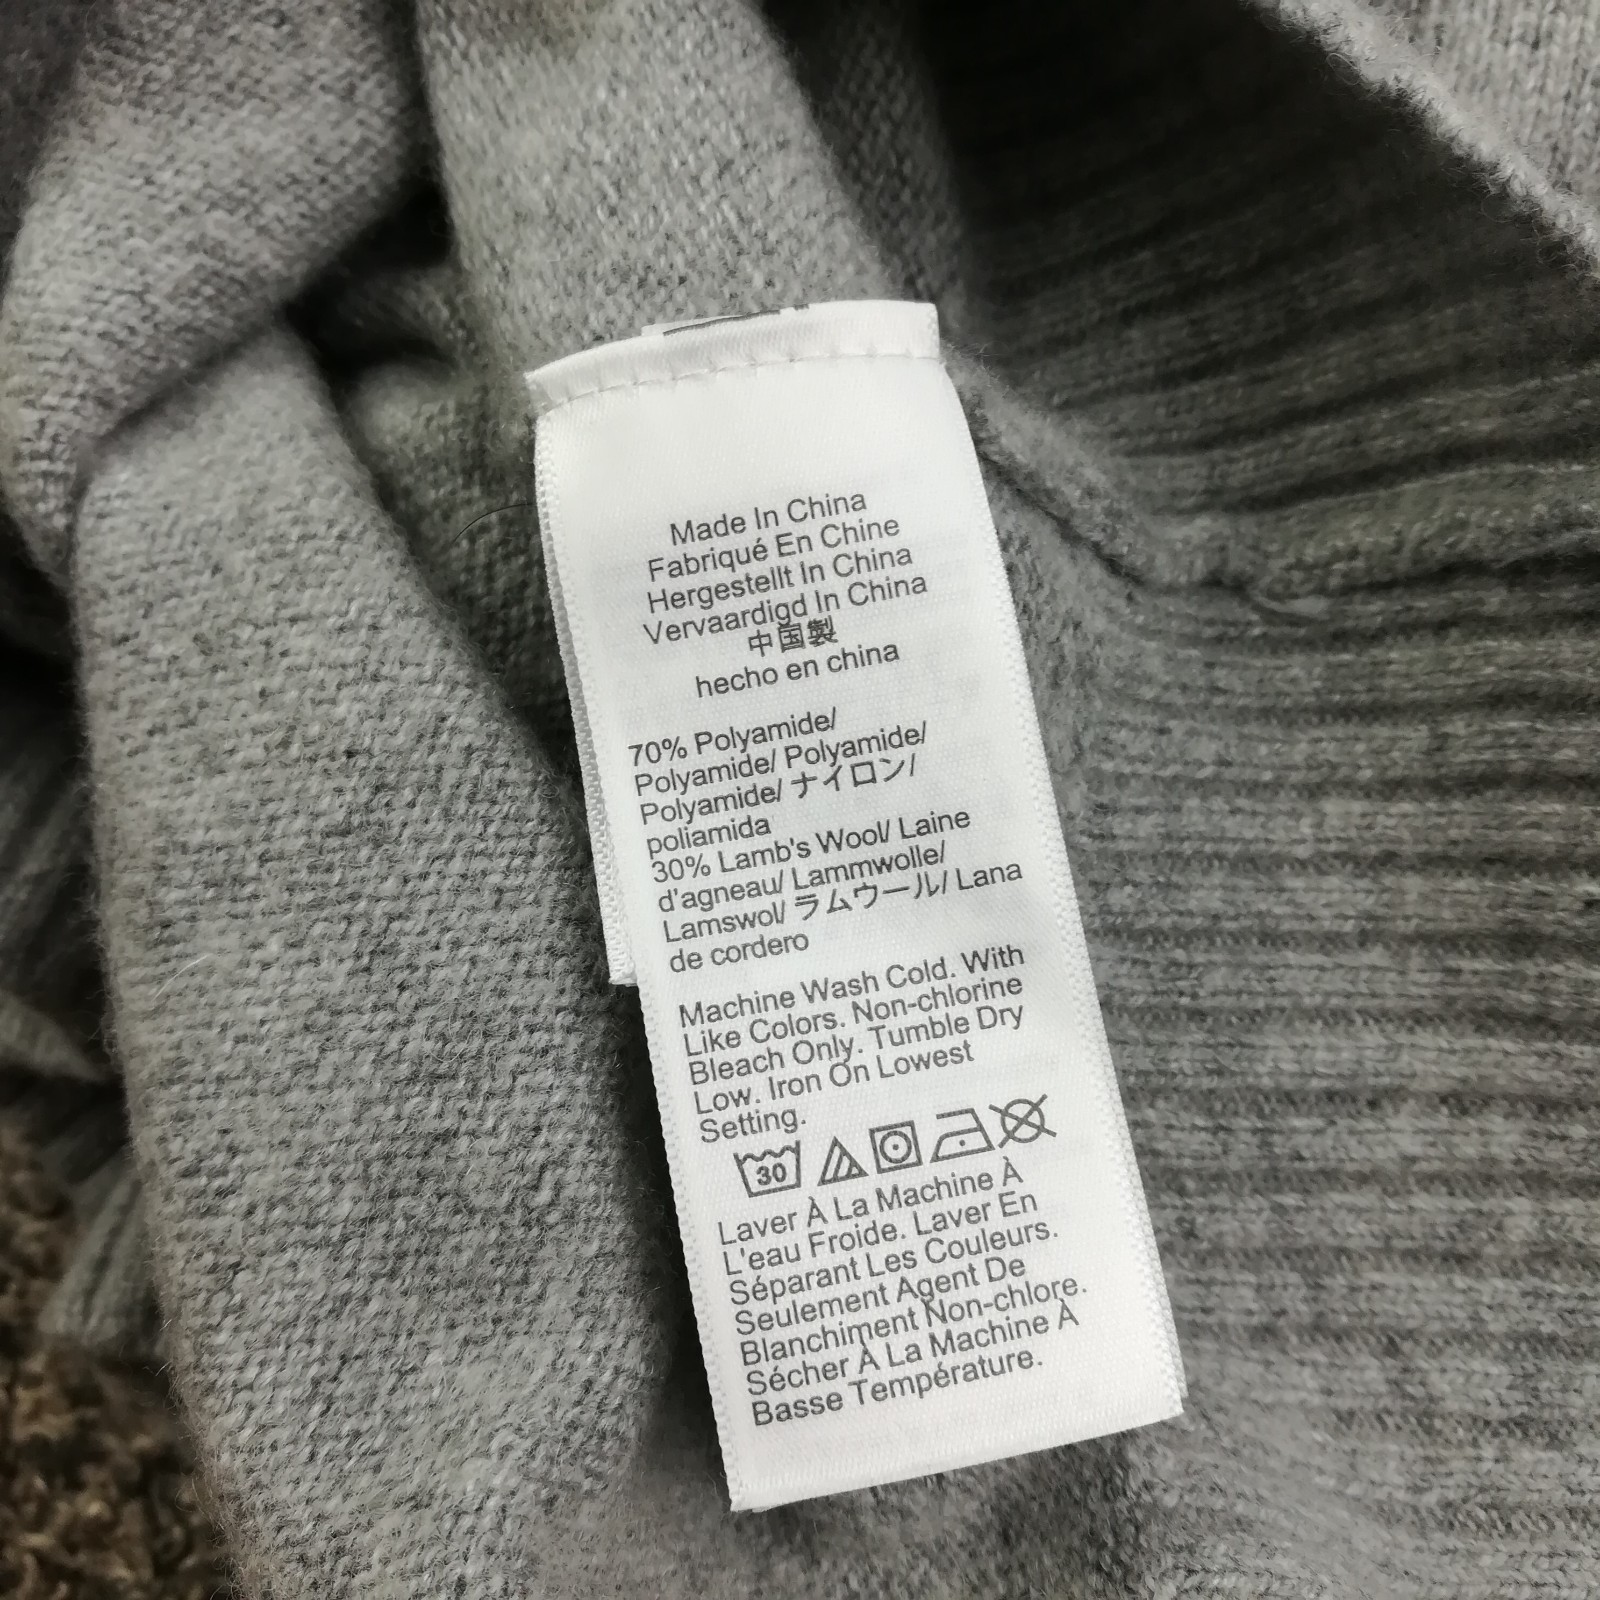 Made In China
Fabriqué En Chine
Hergestellt In China
Vervaardigd In China
中国製
hecho en china
70% Polyamide/
Polyamide/ Polyamide/
Polyamide/ ナイロン/
poliamida
30% Lamb's Wool/ Laine
d'agneau/ Lammwolle/
Lamswol/ ラムウール/ Lana
de cordero
Machine Wash Cold. With
Like Colors. Non-chlorine
Bleach Only. Tumble Dry
Low. Iron On Lowest
Setting.
30
Laver À La Machine À
L'eau Froide. Laver En
Séparant Les Couleurs.
Seulement Agent De
Blanchiment Non-chlore.
Sécher À La Machine À
Basse Température.